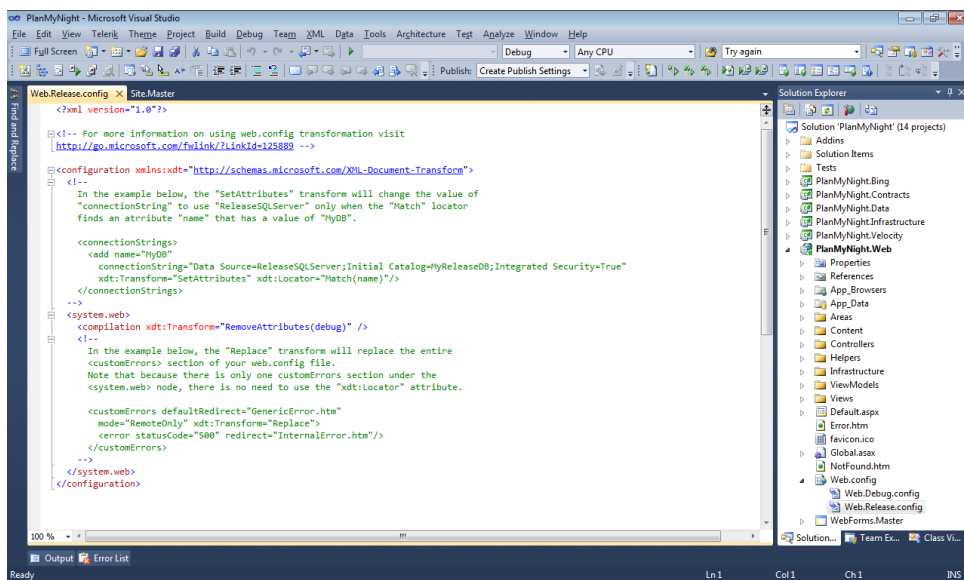 PlanMyNight - Microsoft Visual Studio
File Edit View Telerik Theme Project Build Debug Team XML Data Tools Architecture Test Analyze Window Help
Full Screen Debug Any CPU Try again
Publish: Create Publish Settings
Find and Replace
Web.Release.config Site.Master
<?xml version="1.0"?>
<!-- For more information on using web.config transformation visit
http://go.microsoft.com/fwlink/?LinkId=125889 -->
<configuration xmlns:xdt="http://schemas.microsoft.com/XML-Document-Transform">
<!--
In the example below, the "SetAttributes" transform will change the value of
"connectionString" to use "ReleaseSQLServer" only when the "Match" locator
finds an atrribute "name" that has a value of "MyDB".
<connectionStrings>
<add name="MyDB"
connectionString="Data Source=ReleaseSQLServer;Initial Catalog=MyReleaseDB;Integrated Security=True"
xdt:Transform="SetAttributes" xdt:Locator="Match(name)"/>
</connectionStrings>
-->
<system.web>
<compilation xdt:Transform="RemoveAttributes(debug)" />
<!--
In the example below, the "Replace" transform will replace the entire
<customErrors> section of your web.config file.
Note that because there is only one customErrors section under the
<system.web> node, there is no need to use the "xdt:Locator" attribute.
<customErrors defaultRedirect="GenericError.htm"
mode="RemoteOnly" xdt:Transform="Replace">
<error statusCode="500" redirect="InternalError.htm"/>
</customErrors>
-->
</system.web>
</configuration>
100 %
Solution Explorer
Solution 'PlanMyNight' (14 projects)
Addins
Solution Items
Tests
PlanMyNight.Bing
PlanMyNight.Contracts
PlanMyNight.Data
PlanMyNight.Infrastructure
PlanMyNight.Velocity
PlanMyNight.Web
Properties
References
App_Browsers
App_Data
Areas
Content
Controllers
Helpers
Infrastructure
ViewModels
Views
Default.aspx
Error.htm
favicon.ico
Global.asax
NotFound.htm
Web.config
Web.Debug.config
Web.Release.config
WebForms.Master
Solution... Team Ex... Class Vi...
Output Error List
Ready Ln 1 Col 1 Ch 1 INS